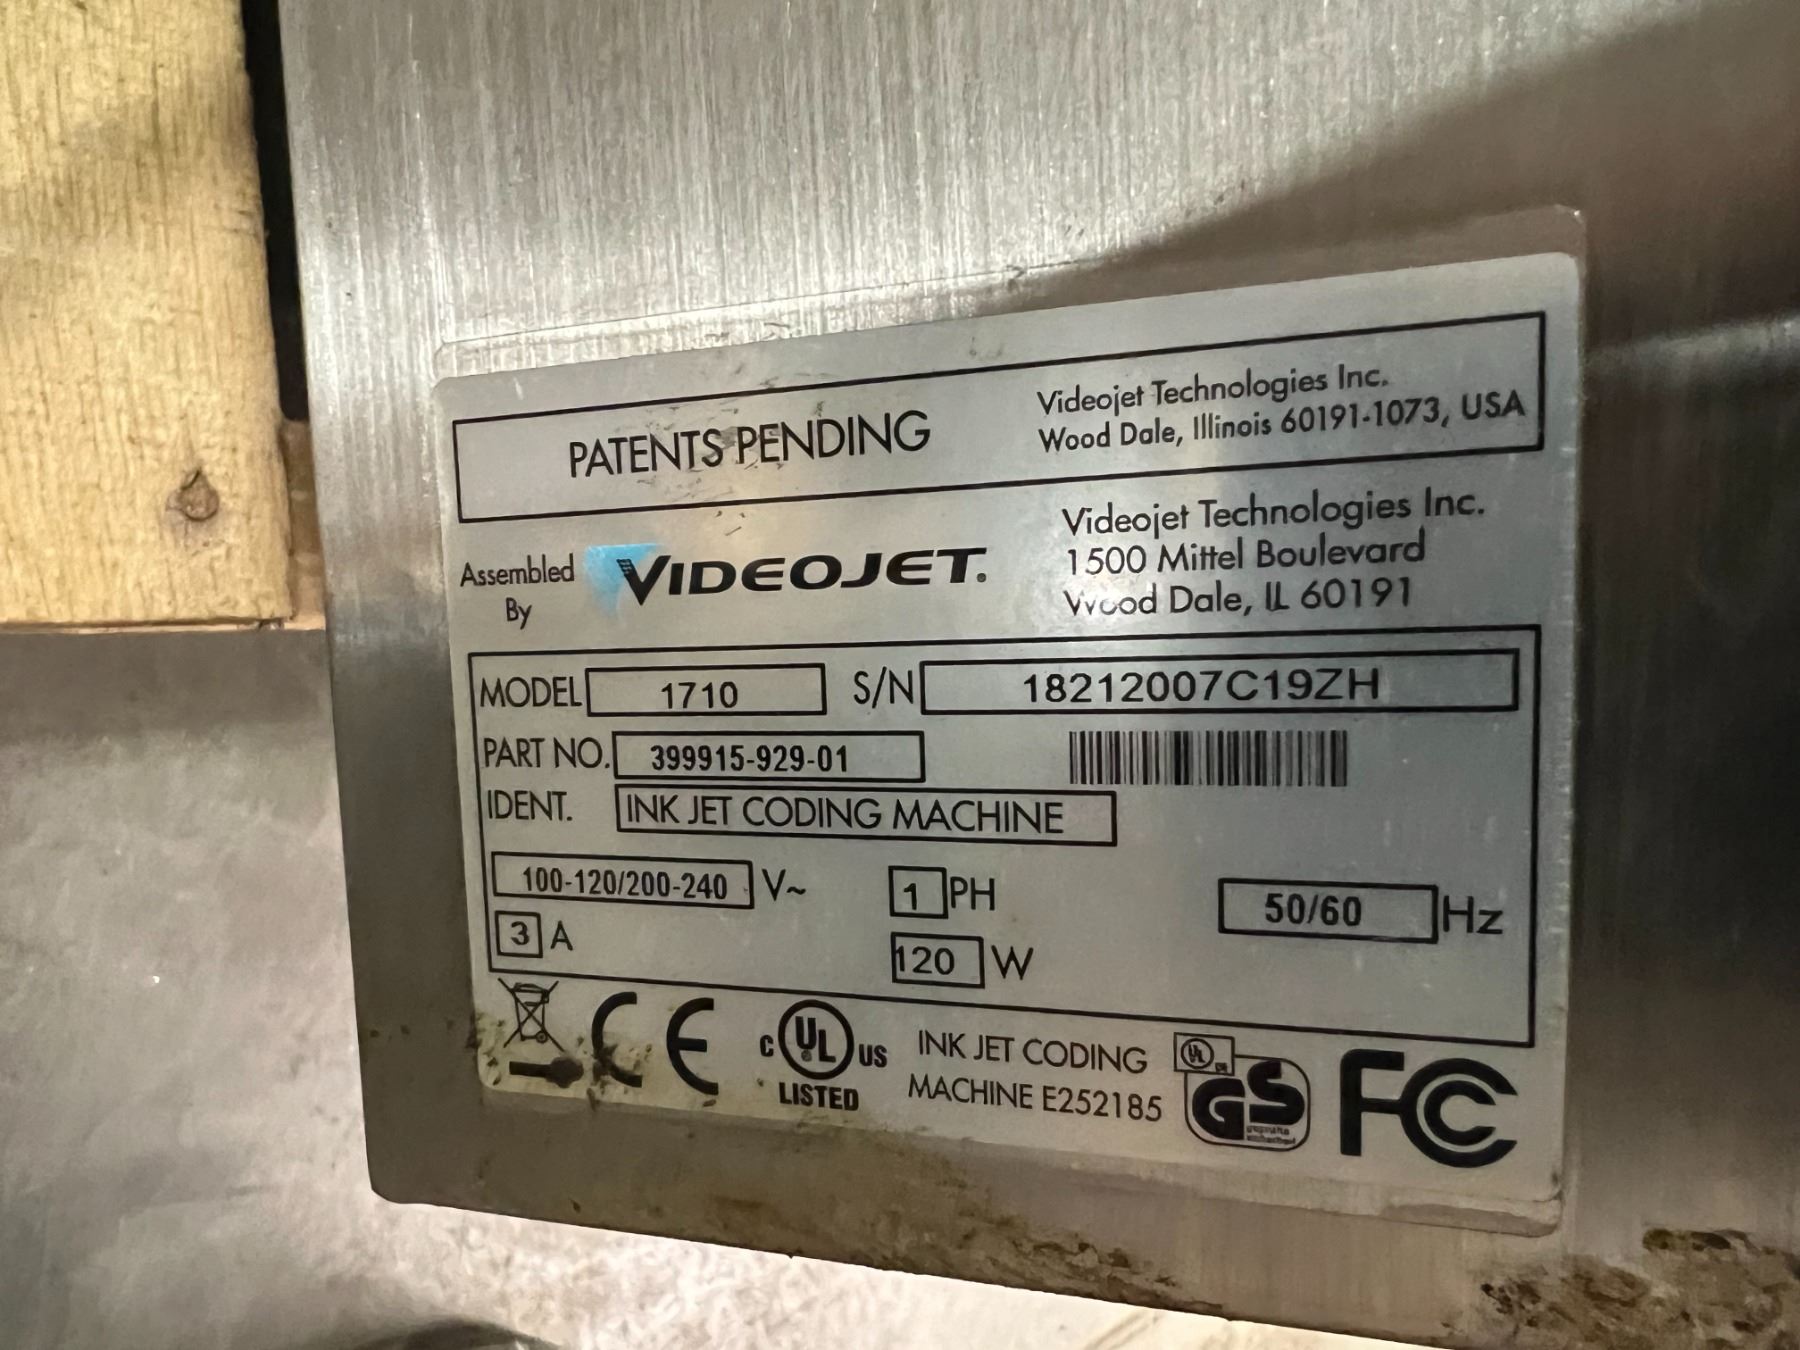 PATENTS PENDING
Videojet Technologies Inc.
Wood Dale, Illinois 60191-1073, USA
Assembled
By
VIDEOJET.
Videojet Technologies Inc.
1500 Mittel Boulevard
Wood Dale, IL 60191
MODEL 1710 S/N 18212007C19ZH
PART NO. 399915-929-01
IDENT. INK JET CODING MACHINE
100-120/200-240 V~ 1 PH 50/60 Hz
3 A 120 W
CE
c UL US
LISTED
INK JET CODING
MACHINE E252185
UL
GS
FC